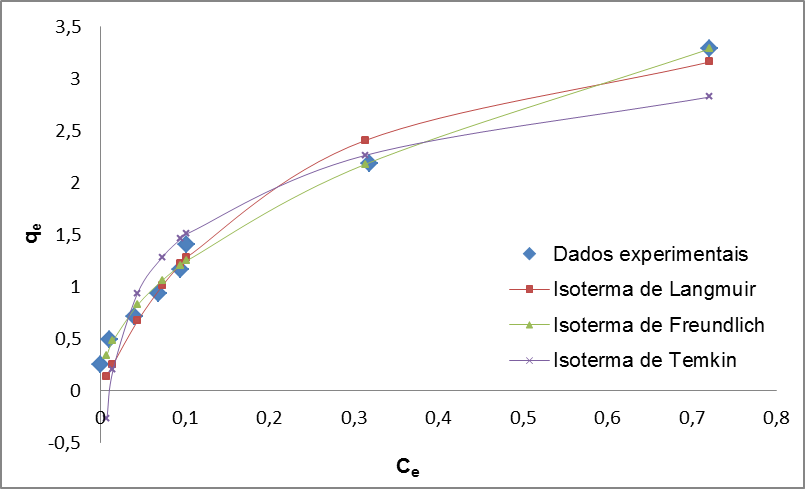 3,5
3
2,5
2
1,5
1
0,5
0
-0,5
qe
0 0,1 0,2 0,3 0,4 0,5 0,6 0,7 0,8
Ce
Dados experimentais
Isoterma de Langmuir
Isoterma de Freundlich
Isoterma de Temkin